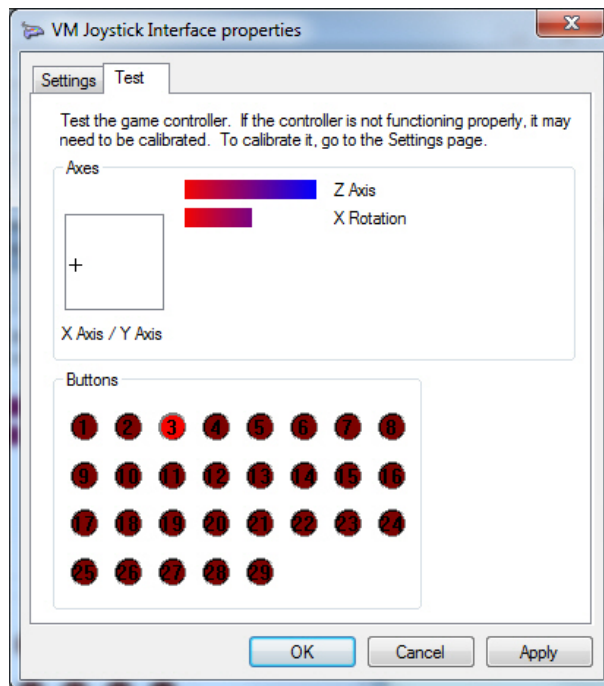 VM Joystick Interface properties
Settings Test
Test the game controller. If the controller is not functioning properly, it may
need to be calibrated. To calibrate it, go to the Settings page.
Axes
Z Axis
X Rotation
X Axis / Y Axis
Buttons
1 2 3 4 5 6 7 8
9 10 11 12 13 14 15 16
17 18 19 20 21 22 23 24
25 26 27 28 29
OK Cancel Apply